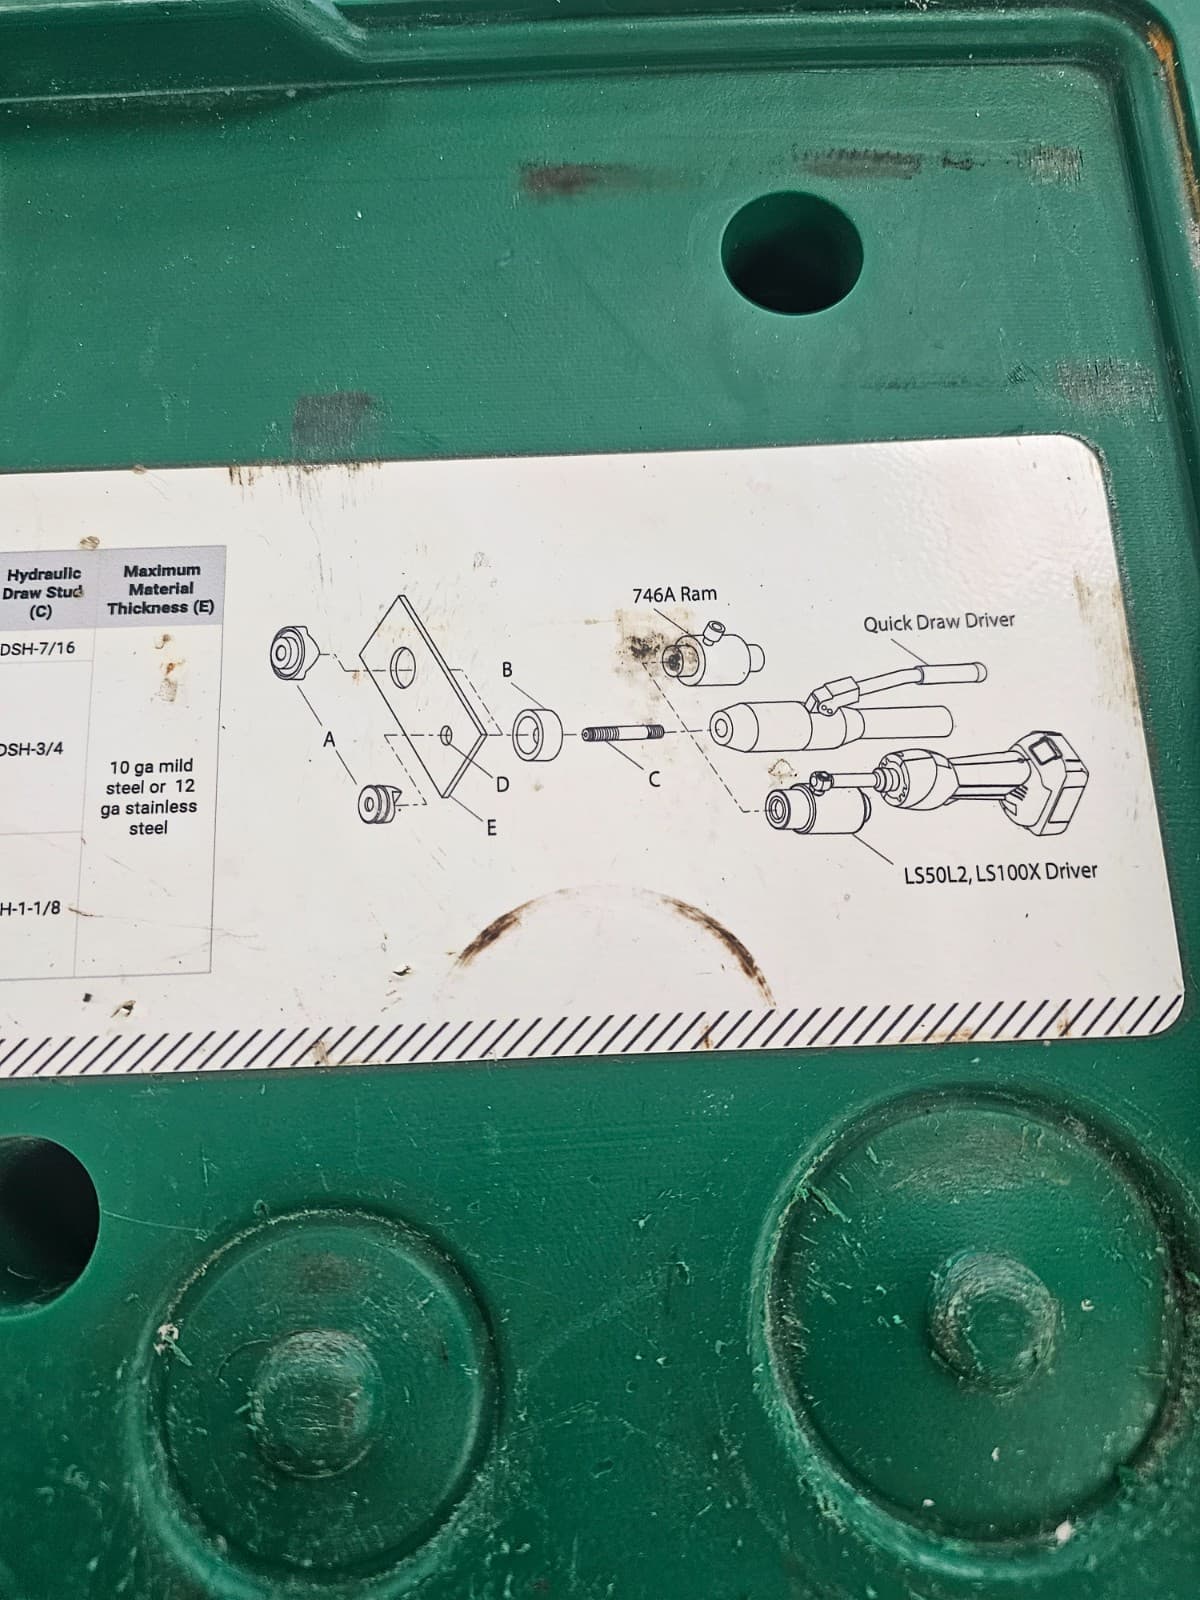 Hydraulic
Draw Stud
(C)
Maximum
Material
Thickness (E)
DSH-7/16
DSH-3/4
H-1-1/8
10 ga mild
steel or 12
ga stainless
steel
A
B
C
D
E
746A Ram
Quick Draw Driver
LS50L2, LS100X Driver